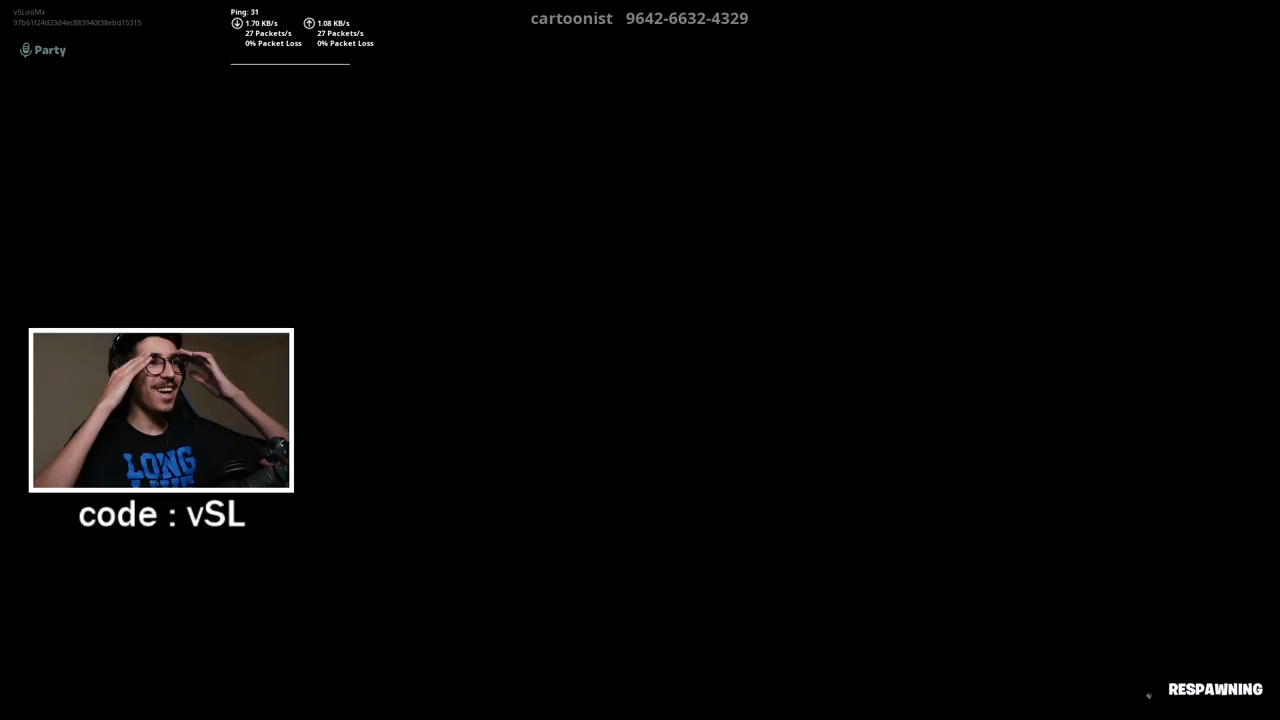 vSLooMx
97b61f24d23d4ec883940f38ebd15315
Party
Ping: 31
1.70 KB/s
27 Packets/s
0% Packet Loss
1.08 KB/s
27 Packets/s
0% Packet Loss
cartoonist 9642-6632-4329
LONG
code : vSL
RESPAWNING